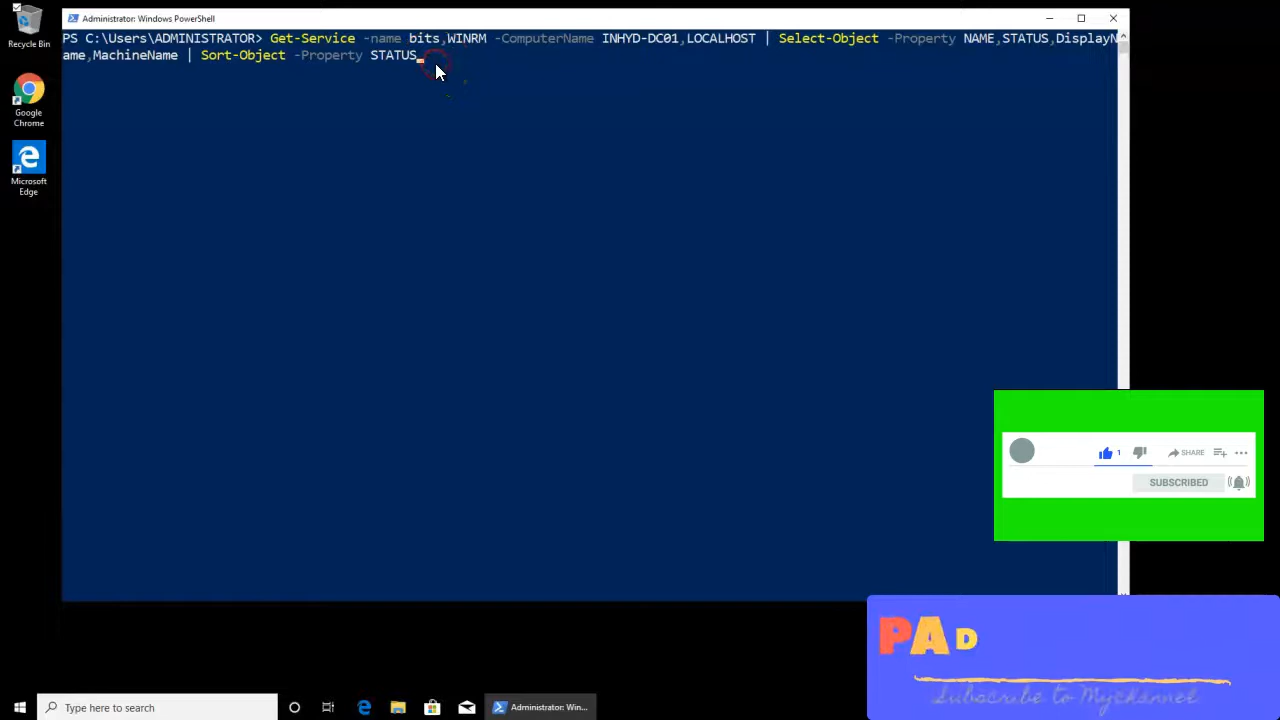 Administrator: Windows PowerShell
PS C:\Users\ADMINISTRATOR> Get-Service -name bits,WINRM -ComputerName INHYD-DC01,LOCALHOST | Select-Object -Property NAME,STATUS,DisplayN
ame,MachineName | Sort-Object -Property STATUS
Recycle Bin
Google
Chrome
Microsoft
Edge
1
SHARE
SUBSCRIBED
PAD
Subscribe to Mychannel
Type here to search
Administrator: Win...